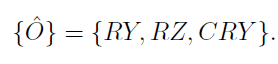 {Ô} = {RY, RZ, CRY}.